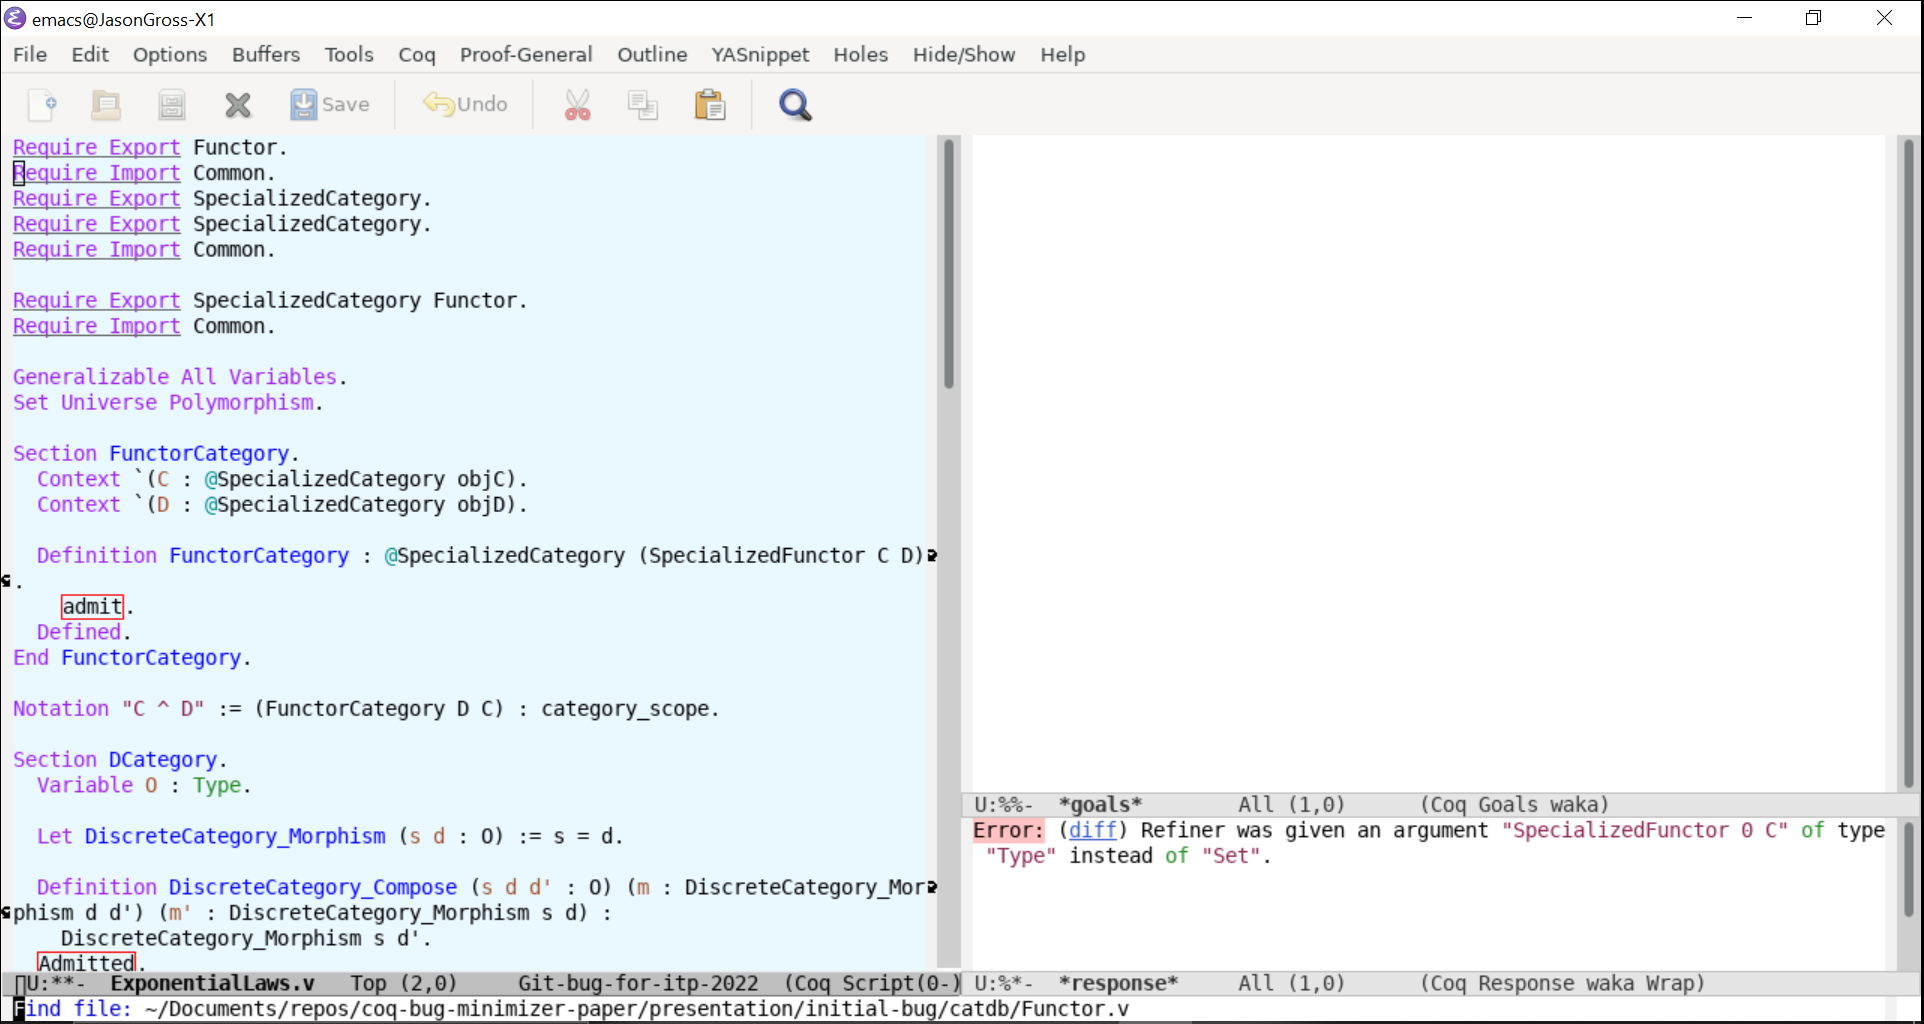 emacs@JasonGross-X1
File Edit Options Buffers Tools Coq Proof-General Outline YASnippet Holes Hide/Show Help
Save Undo
Require Export Functor.
Require Import Common.
Require Export SpecializedCategory.
Require Export SpecializedCategory.
Require Import Common.
Require Export SpecializedCategory Functor.
Require Import Common.
Generalizable All Variables.
Set Universe Polymorphism.
Section FunctorCategory.
Context `(C : @SpecializedCategory objC).
Context `(D : @SpecializedCategory objD).
Definition FunctorCategory : @SpecializedCategory (SpecializedFunctor C D)
.
admit.
Defined.
End FunctorCategory.
Notation "C ^ D" := (FunctorCategory D C) : category_scope.
Section DCategory.
Variable O : Type.
Let DiscreteCategory_Morphism (s d : O) := s = d.
Definition DiscreteCategory_Compose (s d d' : O) (m : DiscreteCategory_Mor
phism d d') (m' : DiscreteCategory_Morphism s d) :
DiscreteCategory_Morphism s d'.
Admitted.
U:**- ExponentialLaws.v Top (2,0) Git-bug-for-itp-2022 (Coq Script(0-)
U:%%- *goals* All (1,0) (Coq Goals waka)
Error: (diff) Refiner was given an argument "SpecializedFunctor 0 C" of type
"Type" instead of "Set".
U:%*- *response* All (1,0) (Coq Response waka Wrap)
Find file: ~/Documents/repos/coq-bug-minimizer-paper/presentation/initial-bug/catdb/Functor.v